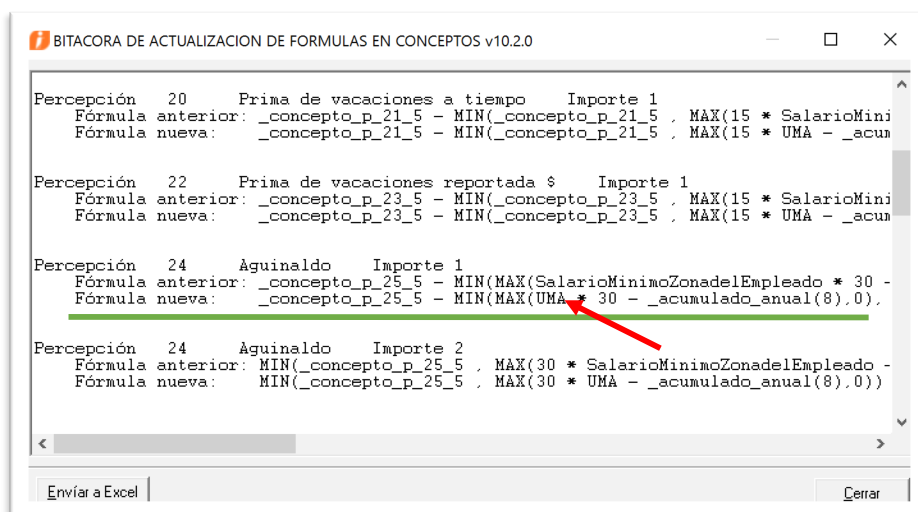 BITACORA DE ACTUALIZACION DE FORMULAS EN CONCEPTOS v10.2.0
Percepción 20 Prima de vacaciones a tiempo Importe 1
Fórmula anterior: _concepto_p_21_5 - MIN(_concepto_p_21_5 , MAX(15 * SalarioMini
Fórmula nueva: _concepto_p_21_5 - MIN(_concepto_p_21_5 , MAX(15 * UMA - _acum
Percepción 22 Prima de vacaciones reportada $ Importe 1
Fórmula anterior: _concepto_p_23_5 - MIN(_concepto_p_23_5 , MAX(15 * SalarioMini
Fórmula nueva: _concepto_p_23_5 - MIN(_concepto_p_23_5 , MAX(15 * UMA - _acum
Percepción 24 Aguinaldo Importe 1
Fórmula anterior: _concepto_p_25_5 - MIN(MAX(SalarioMinimoZonadelEmpleado * 30 -
Fórmula nueva: _concepto_p_25_5 - MIN(MAX(UMA * 30 - _acumulado_anual(8),0),
Percepción 24 Aguinaldo Importe 2
Fórmula anterior: MIN(_concepto_p_25_5 , MAX(30 * SalarioMinimoZonadelEmpleado -
Fórmula nueva: MIN(_concepto_p_25_5 , MAX(30 * UMA - _acumulado_anual(8),0))
Envíar a Excel
Cerrar